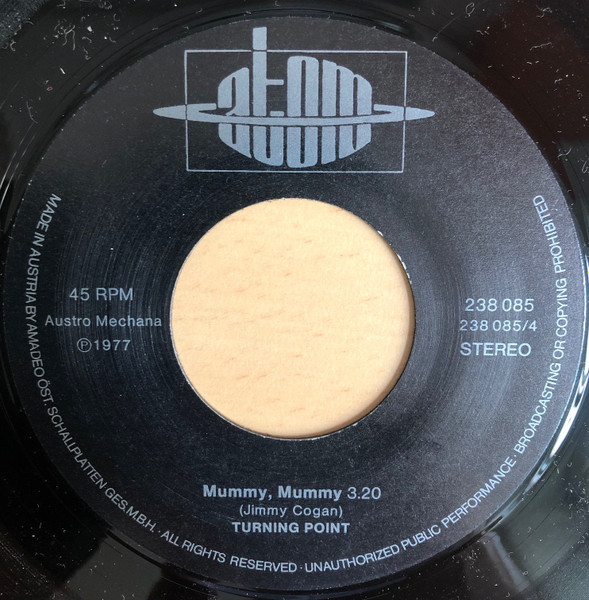 atom
45 RPM
Austro Mechana
Ⓟ1977
238 085
238 085/4
STEREO
Mummy, Mummy 3.20
(Jimmy Cogan)
TURNING POINT
MADE IN AUSTRIA BY AMADEO ÖST. SCHALLPLATTEN GES.M.B.H. · ALL RIGHTS RESERVED · UNAUTHORIZED PUBLIC PERFORMANCE · BROADCASTING OR COPYING PROHIBITED